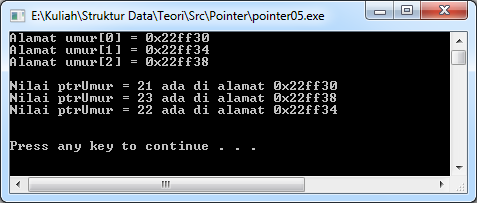 E:\Kuliah\Struktur Data\Teori\Src\Pointer\pointer05.exe
Alamat umur[0] = 0x22ff30
Alamat umur[1] = 0x22ff34
Alamat umur[2] = 0x22ff38
Nilai ptrUmur = 21 ada di alamat 0x22ff30
Nilai ptrUmur = 23 ada di alamat 0x22ff38
Nilai ptrUmur = 22 ada di alamat 0x22ff34
Press any key to continue . . .